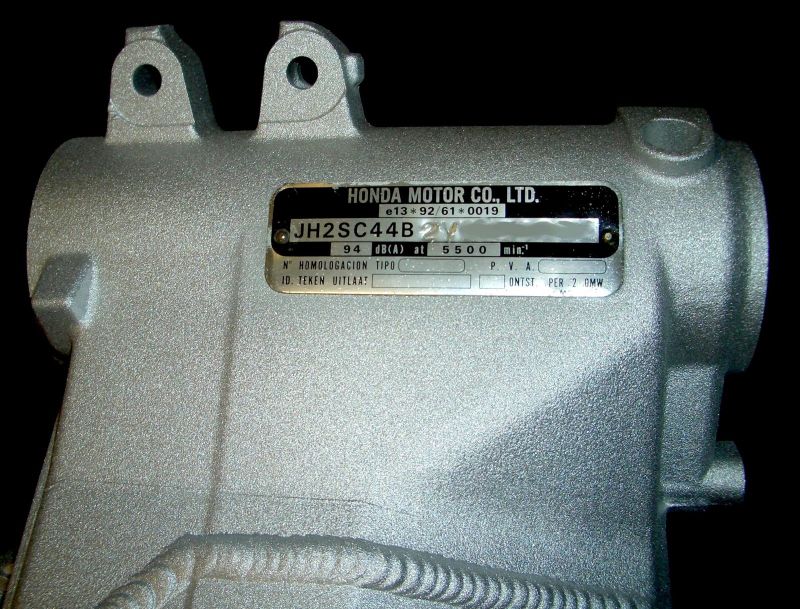 HONDA MOTOR CO., LTD.
e13*92/61*0019
JH2SC44B
94 dB(A) at 5500 min.-1
N° HOMOLOGACION TIPO P. V. A.
ID. TEKEN UITLAAT ONTST. PER 2 OMW